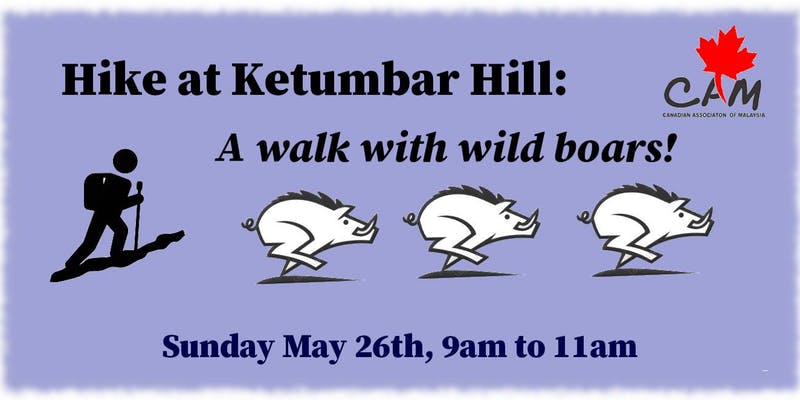 Hike at Ketumbar Hill:
CAM
CANADIAN ASSOCIATON OF MALAYSIA
A walk with wild boars!
Sunday May 26th, 9am to 11am